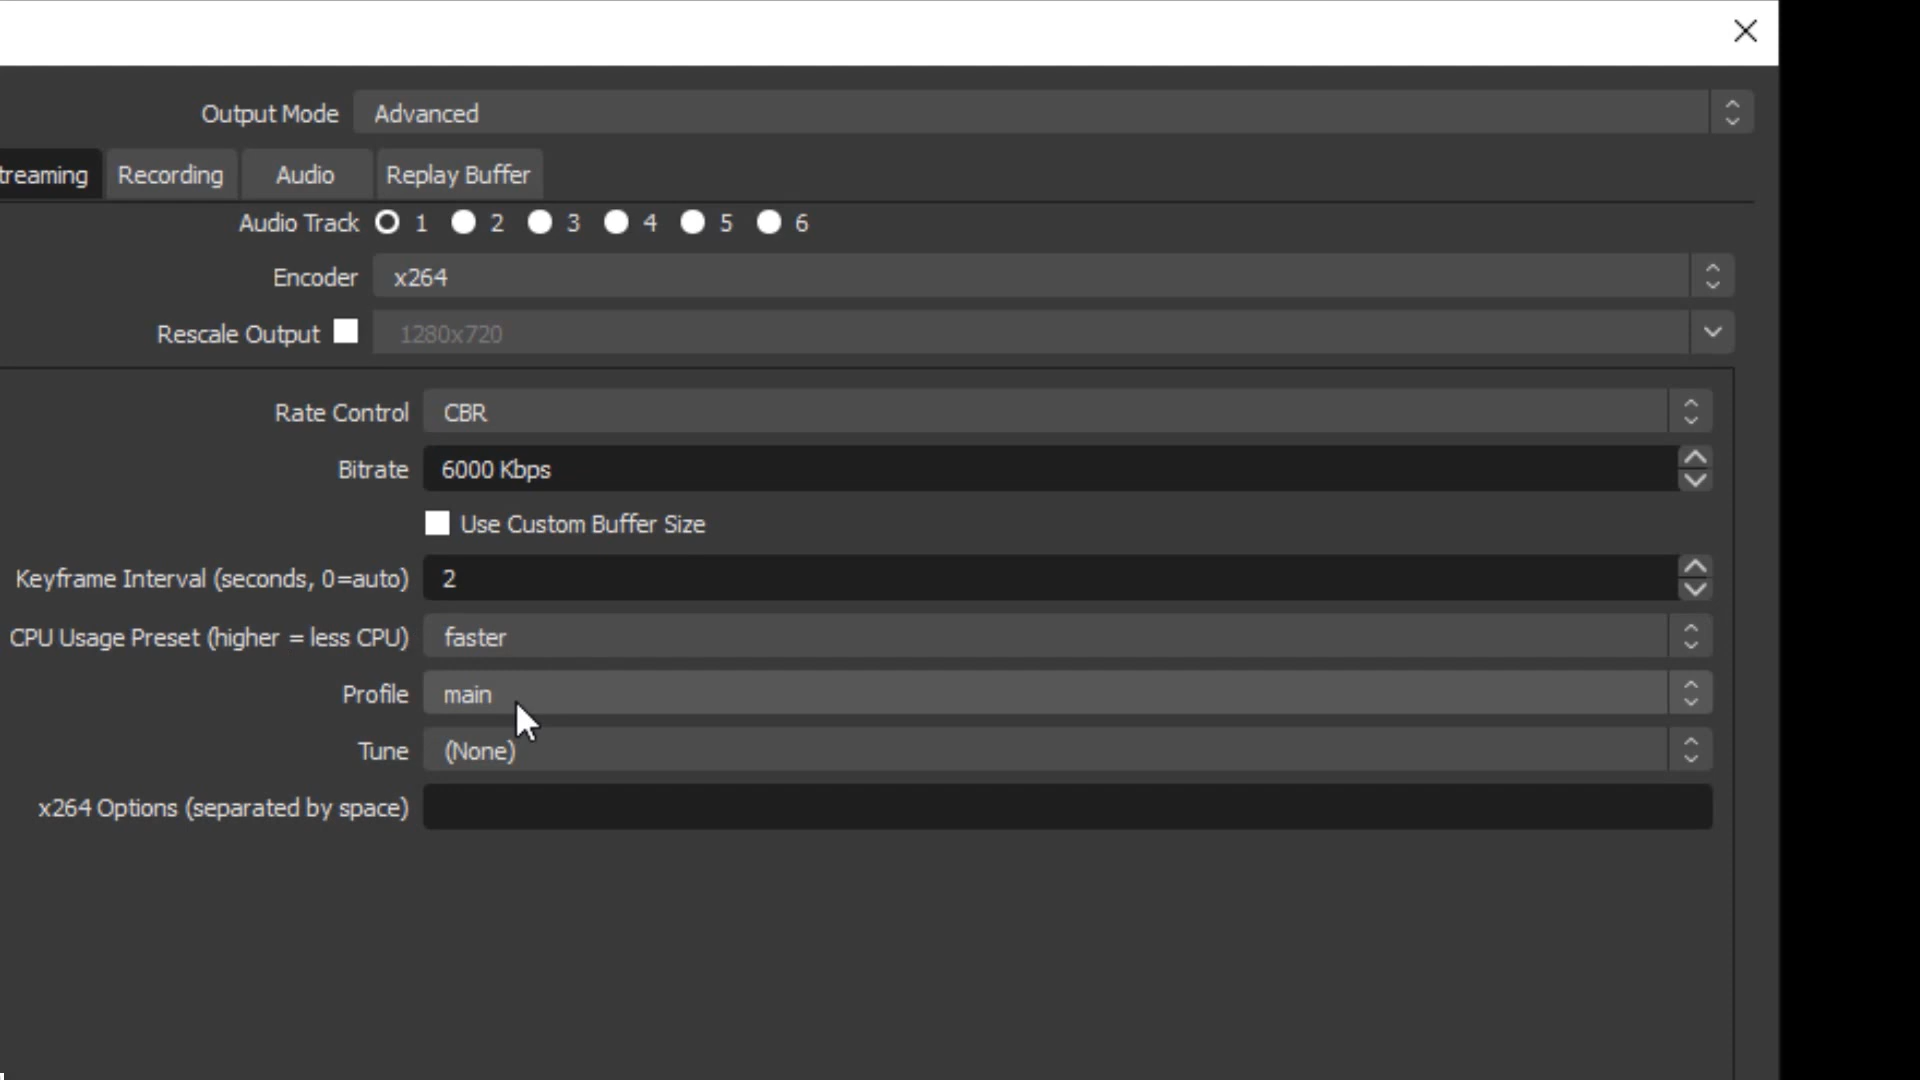 Output Mode Advanced
treaming Recording Audio Replay Buffer
Audio Track 1 2 3 4 5 6
Encoder x264
Rescale Output 1280x720
Rate Control CBR
Bitrate 6000 Kbps
Use Custom Buffer Size
Keyframe Interval (seconds, 0=auto) 2
CPU Usage Preset (higher = less CPU) faster
Profile main
Tune (None)
x264 Options (separated by space)